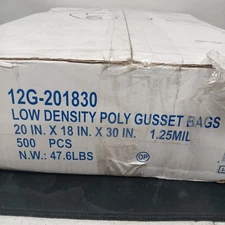 12G-201830
LOW DENSITY POLY GUSSET BAGS
20 IN. X 18 IN. X 30 IN. 1.25MIL
500 PCS
N.W.: 47.6LBS OP